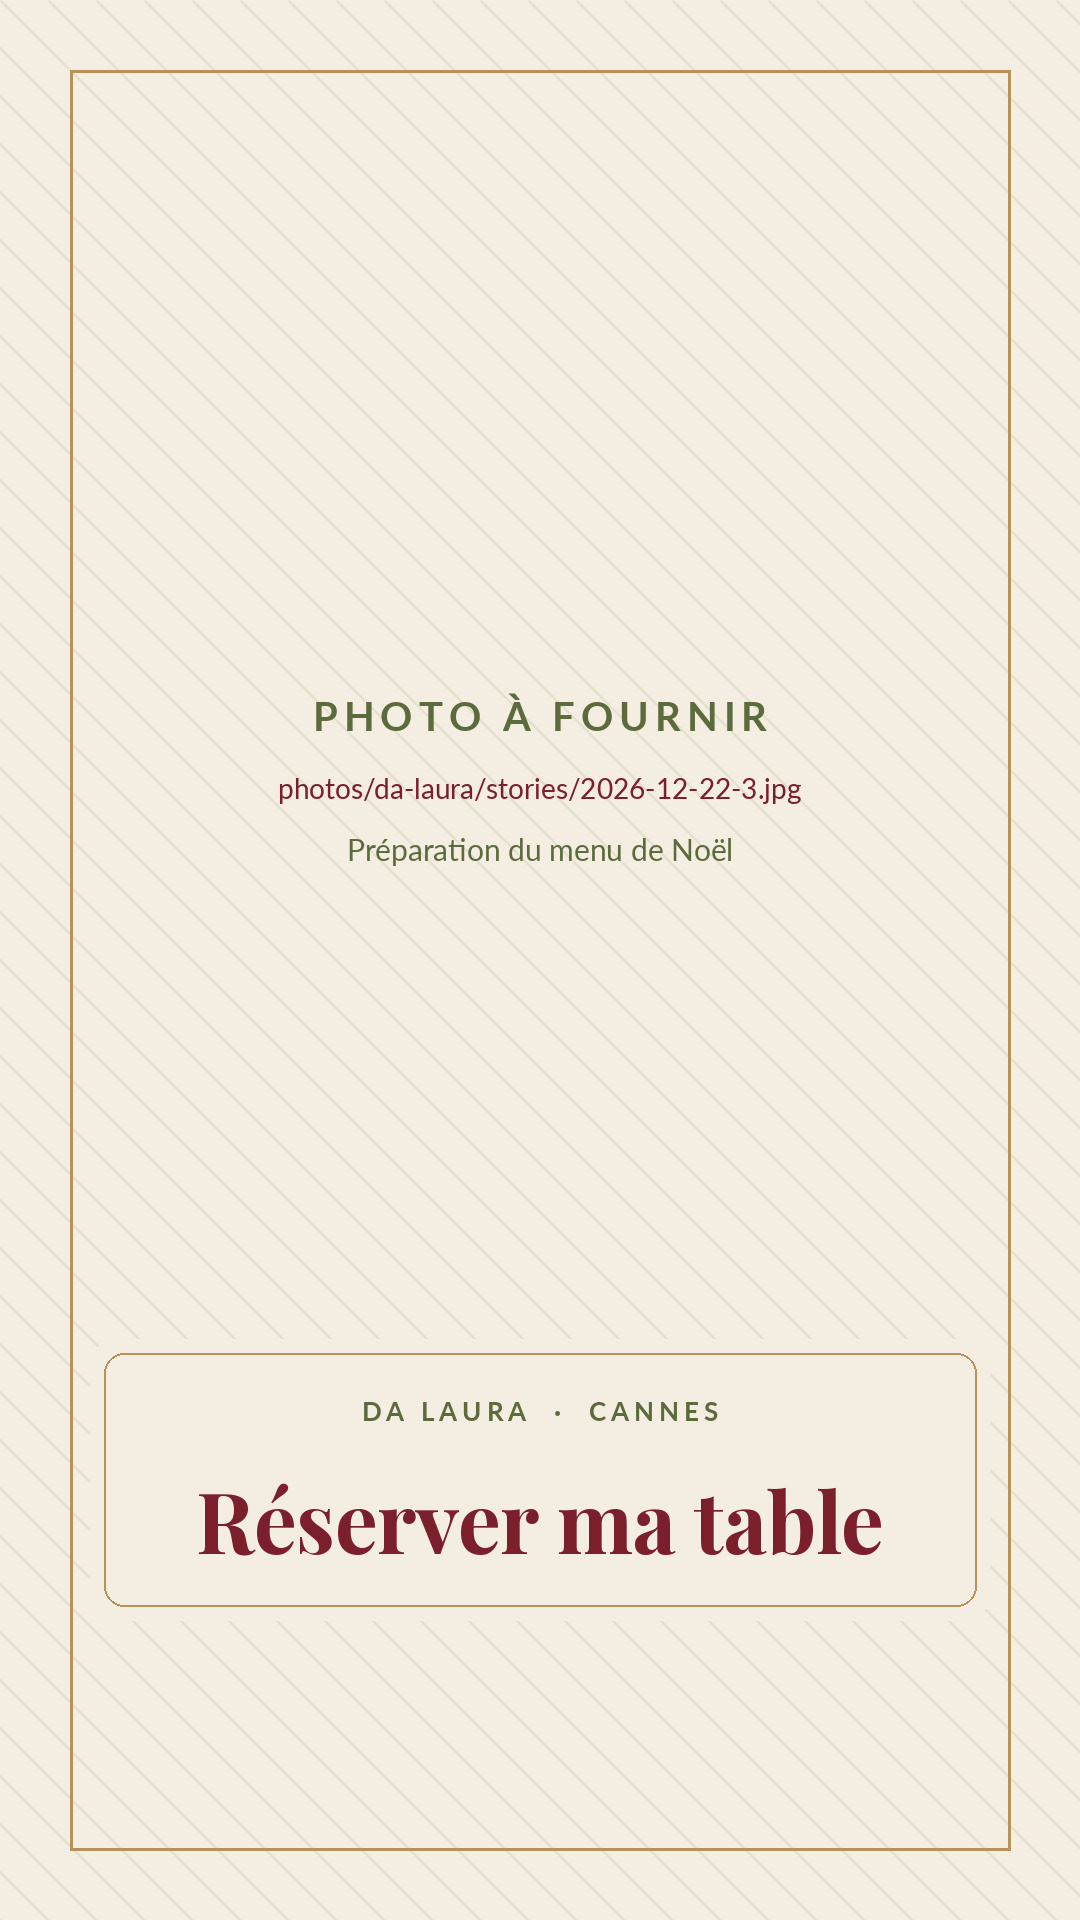 PHOTO À FOURNIR
photos/da-laura/stories/2026-12-22-3.jpg
Préparation du menu de Noël
DA LAURA · CANNES
Réserver ma table